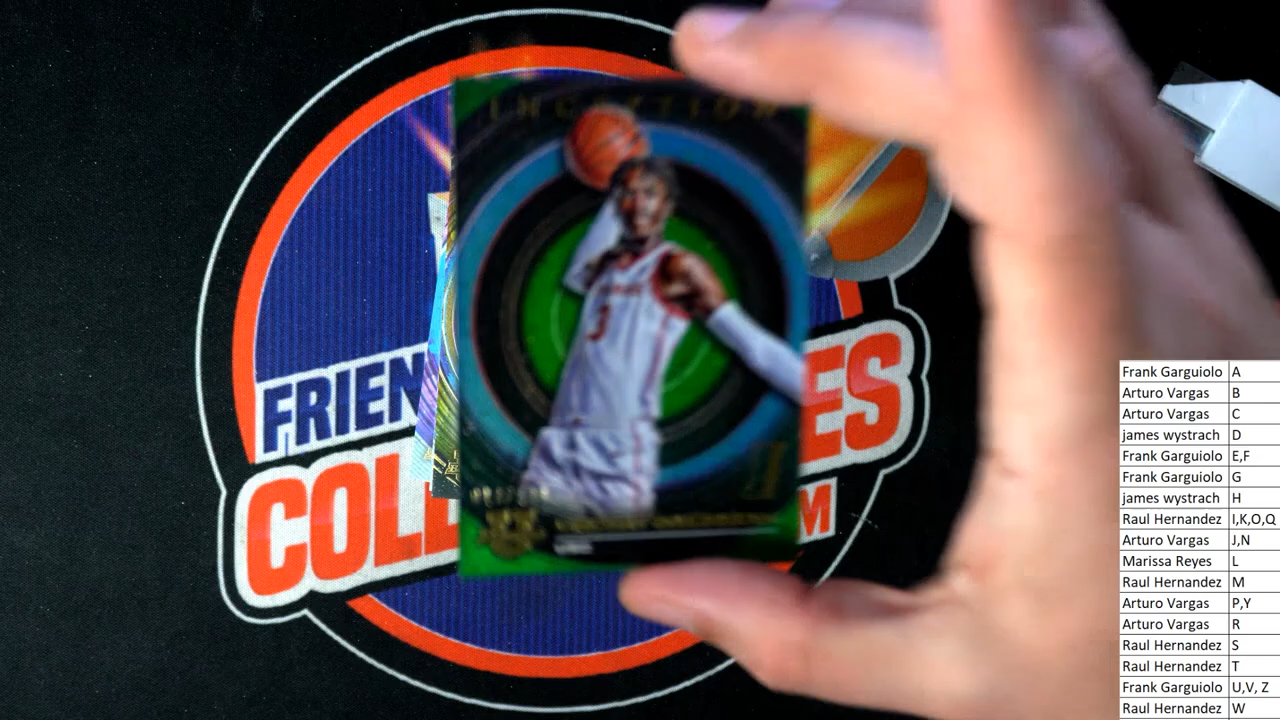 INCEPTION
3
FRIEN
COLL
ES
M
Frank Garguiolo A
Arturo Vargas B
Arturo Vargas C
james wystrach D
Frank Garguiolo E,F
Frank Garguiolo G
james wystrach H
Raul Hernandez I,K,O,Q
Arturo Vargas J,N
Marissa Reyes L
Raul Hernandez M
Arturo Vargas P,Y
Arturo Vargas R
Raul Hernandez S
Raul Hernandez T
Frank Garguiolo U,V, Z
Raul Hernandez W